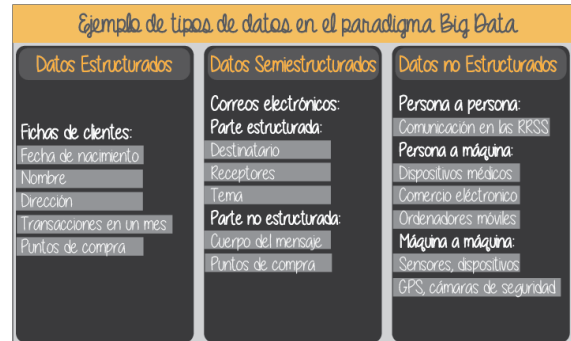 Ejemplo de tipos de datos en el paradigma Big Data
Datos Estructurados
Fichas de clientes:
Fecha de nacimiento
Nombre
Dirección
Transacciones en un mes
Puntos de compra
Datos Semiestructurados
Correos electrónicos:
Parte estructurada:
Destinatario
Receptores
Tema
Parte no estructurada:
Cuerpo del mensaje
Puntos de compra
Datos no Estructurados
Persona a persona:
Comunicación en las RRSS
Persona a máquina:
Dispositivos médicos
Comercio eléctronico
Ordenadores móviles
Máquina a máquina:
Sensores, dispositivos
GPS, cámaras de seguridad